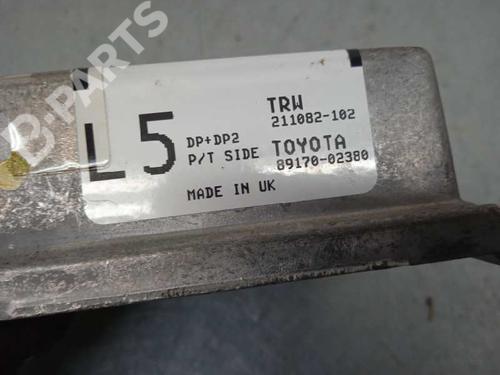 B-PARTS
L5
DP+DP2
P/T SIDE
TRW
211082-102
TOYOTA
89170-02380
MADE IN UK